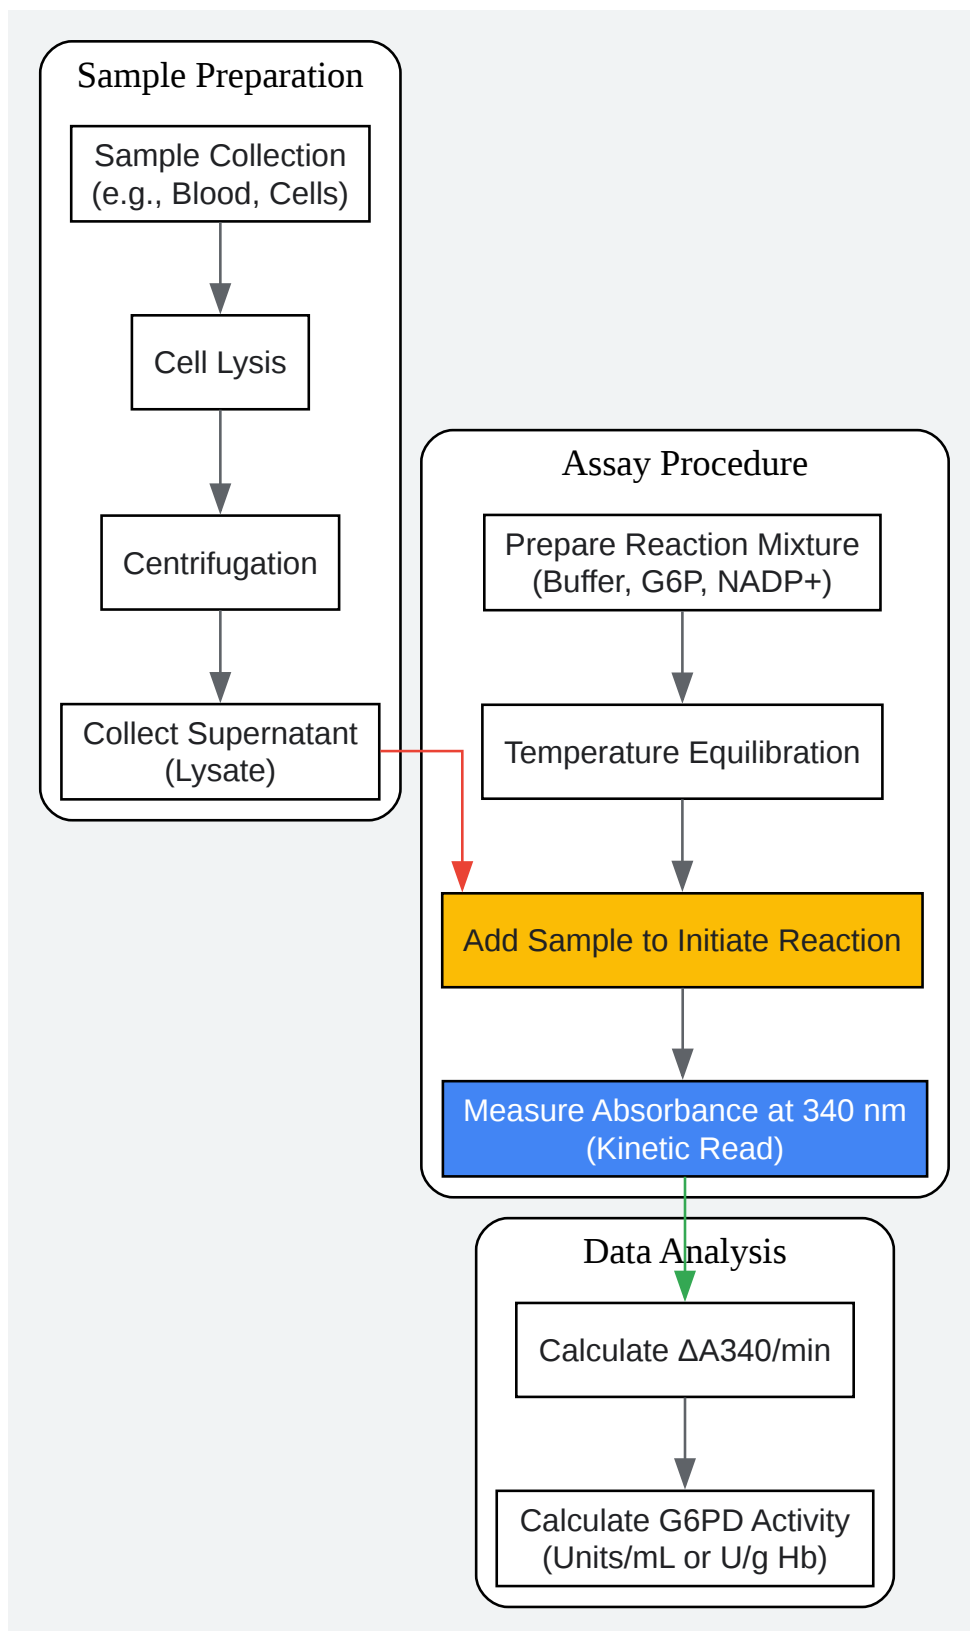 Sample Preparation
Sample Collection
(e.g., Blood, Cells)
Cell Lysis
Centrifugation
Collect Supernatant
(Lysate)
Assay Procedure
Prepare Reaction Mixture
(Buffer, G6P, NADP+)
Temperature Equilibration
Add Sample to Initiate Reaction
Measure Absorbance at 340 nm
(Kinetic Read)
Data Analysis
Calculate ΔA340/min
Calculate G6PD Activity
(Units/mL or U/g Hb)